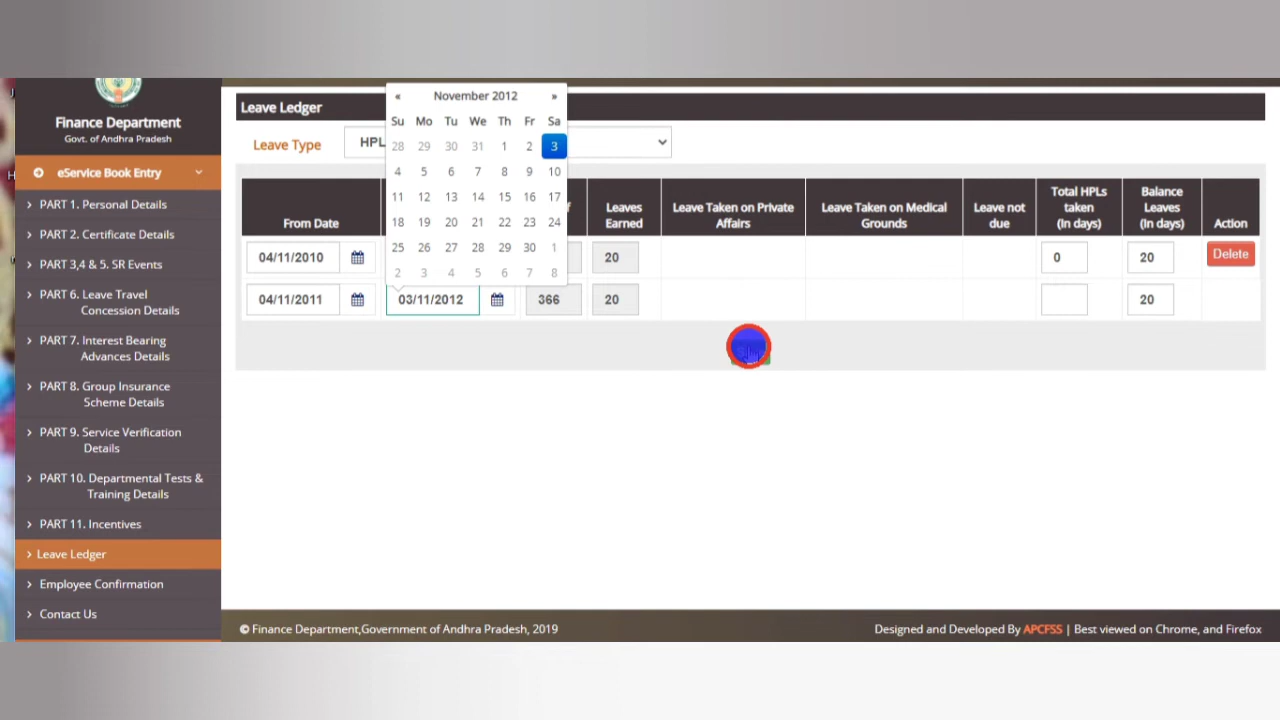 Finance Department
Govt. of Andhra Pradesh
eService Book Entry
PART 1. Personal Details
PART 2. Certificate Details
PART 3,4 & 5. SR Events
PART 6. Leave Travel
Concession Details
PART 7. Interest Bearing
Advances Details
PART 8. Group Insurance
Scheme Details
PART 9. Service Verification
Details
PART 10. Departmental Tests &
Training Details
PART 11. Incentives
Leave Ledger
Employee Confirmation
Contact Us
Leave Ledger
Leave Type HPL
« November 2012 »
Su Mo Tu We Th Fr Sa
28 29 30 31 1 2 3
4 5 6 7 8 9 10
11 12 13 14 15 16 17
18 19 20 21 22 23 24
25 26 27 28 29 30 1
2 3 4 5 6 7 8
From Date
Leaves
Earned
Leave Taken on Private
Affairs
Leave Taken on Medical
Grounds
Leave not
due
Total HPLs
taken
(In days)
Balance
Leaves
(In days)
Action
04/11/2010 20 0 20 Delete
04/11/2011 03/11/2012 366 20 20
© Finance Department,Government of Andhra Pradesh, 2019
Designed and Developed By APCFSS | Best viewed on Chrome, and Firefox